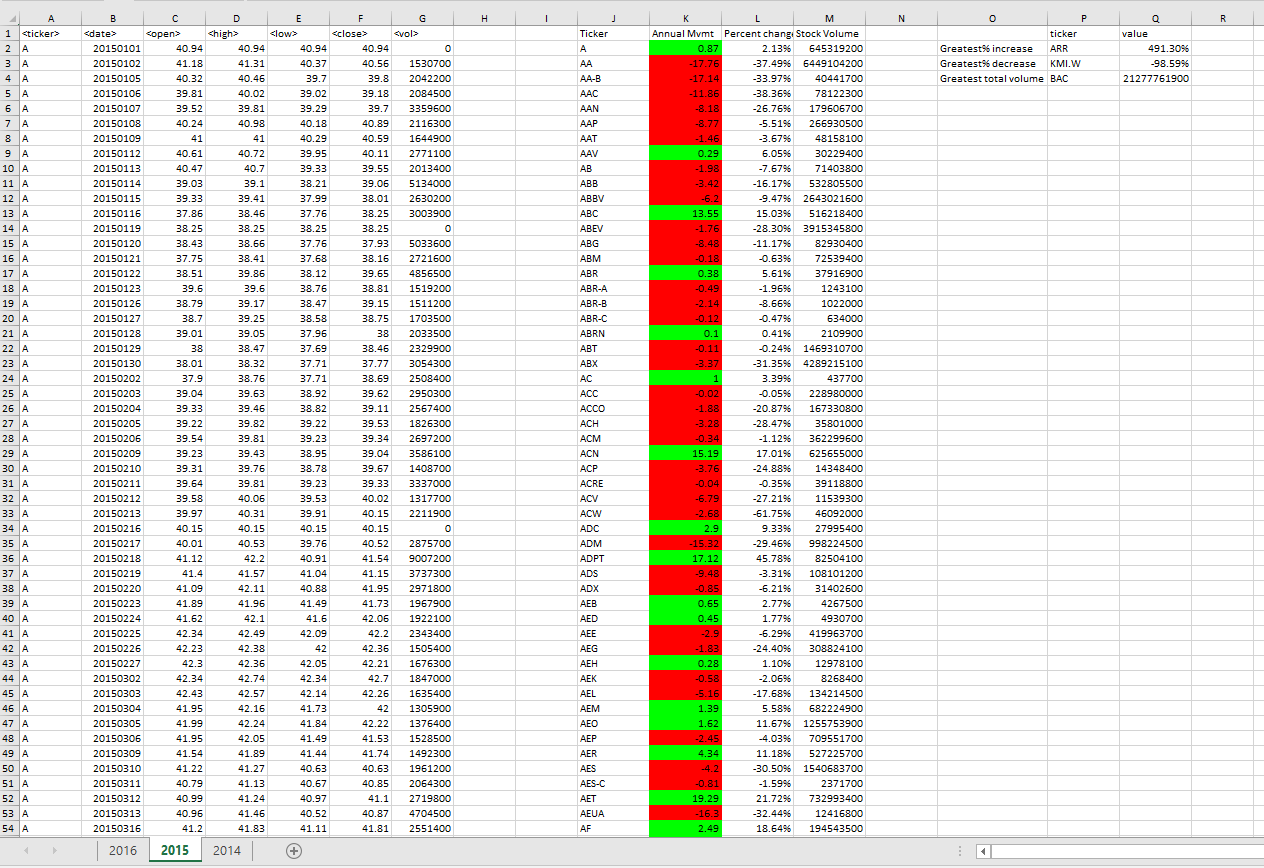 A B C D E F G H I J K L M N O P Q R
1 <ticker> <date> <open> <high> <low> <close> <vol> Ticker Annual Mvmt Percent chang Stock Volume ticker value
2 A 20150101 40.94 40.94 40.94 40.94 0 A 0.87 2.13% 645319200 Greatest% increase ARR 491.30%
3 A 20150102 41.18 41.31 40.37 40.56 1530700 AA -17.76 -37.49% 6449104200 Greatest% decrease KMI.W -98.59%
4 A 20150105 40.32 40.46 39.7 39.8 2042200 AA-B -17.14 -33.97% 40441700 Greatest total volume BAC 21277761900
5 A 20150106 39.81 40.02 39.02 39.18 2084500 AAC -11.86 -38.36% 78122300
6 A 20150107 39.52 39.81 39.29 39.7 3359600 AAN -8.18 -26.76% 179606700
7 A 20150108 40.24 40.98 40.18 40.89 2116300 AAP -8.77 -5.51% 266930500
8 A 20150109 41 41 40.29 40.59 1644900 AAT -1.46 -3.67% 48158100
9 A 20150112 40.61 40.72 39.95 40.11 2771100 AAV 0.29 6.05% 30229400
10 A 20150113 40.47 40.7 39.33 39.55 2013400 AB -1.98 -7.67% 71403800
11 A 20150114 39.03 39.1 38.21 39.06 5134000 ABB -3.42 -16.17% 532805500
12 A 20150115 39.33 39.41 37.99 38.01 2630200 ABBV -6.2 -9.47% 2643021600
13 A 20150116 37.86 38.46 37.76 38.25 3003900 ABC 13.55 15.03% 516218400
14 A 20150119 38.25 38.25 38.25 38.25 0 ABEV -1.76 -28.30% 3915345800
15 A 20150120 38.43 38.66 37.76 37.93 5033600 ABG -8.48 -11.17% 82930400
16 A 20150121 37.75 38.41 37.68 38.16 2721600 ABM -0.18 -0.63% 72539400
17 A 20150122 38.51 39.86 38.12 39.65 4856500 ABR 0.38 5.61% 37916900
18 A 20150123 39.6 39.6 38.76 38.81 1519200 ABR-A -0.49 -1.96% 1243100
19 A 20150126 38.79 39.17 38.47 39.15 1511200 ABR-B -2.14 -8.66% 1022000
20 A 20150127 38.7 39.25 38.58 38.75 1703500 ABR-C -0.12 -0.47% 634000
21 A 20150128 39.01 39.05 37.96 38 2033500 ABRN 0.1 0.41% 2109900
22 A 20150129 38 38.47 37.69 38.46 2329900 ABT -0.11 -0.24% 1469310700
23 A 20150130 38.01 38.32 37.71 37.77 3054300 ABX -3.37 -31.35% 4289215100
24 A 20150202 37.9 38.76 37.71 38.69 2508400 AC 1 3.39% 437700
25 A 20150203 39.04 39.63 38.92 39.62 2950300 ACC -0.02 -0.05% 228980000
26 A 20150204 39.33 39.46 38.82 39.11 2567400 ACCO -1.88 -20.87% 167330800
27 A 20150205 39.22 39.82 39.22 39.53 1826300 ACH -3.28 -28.47% 35801000
28 A 20150206 39.54 39.81 39.23 39.34 2697200 ACM -0.34 -1.12% 362299600
29 A 20150209 39.23 39.43 38.95 39.04 3586100 ACN 15.19 17.01% 625655000
30 A 20150210 39.31 39.76 38.78 39.67 1408700 ACP -3.76 -24.88% 14348400
31 A 20150211 39.64 39.81 39.23 39.33 3337000 ACRE -0.04 -0.35% 39118800
32 A 20150212 39.58 40.06 39.53 40.02 1317700 ACV -6.79 -27.21% 11539300
33 A 20150213 39.97 40.31 39.91 40.15 2211900 ACW -2.68 -61.75% 46092000
34 A 20150216 40.15 40.15 40.15 40.15 0 ADC 2.9 9.33% 27995400
35 A 20150217 40.01 40.53 39.76 40.52 2875700 ADM -15.32 -29.46% 998224500
36 A 20150218 41.12 42.2 40.91 41.54 9007200 ADPT 17.12 45.78% 82504100
37 A 20150219 41.4 41.57 41.04 41.15 3737300 ADS -9.48 -3.31% 108101200
38 A 20150220 41.09 42.11 40.88 41.95 2971800 ADX -0.85 -6.21% 31402600
39 A 20150223 41.89 41.96 41.49 41.73 1967900 AEB 0.65 2.77% 4267500
40 A 20150224 41.62 42.1 41.6 42.06 1922100 AED 0.45 1.77% 4930700
41 A 20150225 42.34 42.49 42.09 42.2 2343400 AEE -2.9 -6.29% 419963700
42 A 20150226 42.23 42.38 42 42.36 1505400 AEG -1.83 -24.40% 308824100
43 A 20150227 42.3 42.36 42.05 42.21 1676300 AEH 0.28 1.10% 12978100
44 A 20150302 42.34 42.74 42.34 42.7 1847000 AEK -0.58 -2.06% 8268400
45 A 20150303 42.43 42.57 42.14 42.26 1635400 AEL -5.16 -17.68% 134214500
46 A 20150304 41.95 42.16 41.73 42 1305900 AEM 1.39 5.58% 682224900
47 A 20150305 41.99 42.24 41.84 42.22 1376400 AEO 1.62 11.67% 1255753900
48 A 20150306 41.95 42.05 41.49 41.53 1528500 AEP -2.45 -4.03% 709551700
49 A 20150309 41.54 41.89 41.44 41.74 1492300 AER 4.34 11.18% 527225700
50 A 20150310 41.22 41.27 40.63 40.63 1961200 AES -4.2 -30.50% 1540683700
51 A 20150311 40.79 41.13 40.67 40.85 2064300 AES-C -0.81 -1.59% 2371700
52 A 20150312 40.99 41.24 40.97 41.1 2719800 AET 19.29 21.72% 732993400
53 A 20150313 40.96 41.46 40.52 40.87 4704500 AEUA -16.3 -32.44% 12416800
54 A 20150316 41.2 41.83 41.11 41.81 2551400 AF 2.49 18.64% 194543500
2016 2015 2014